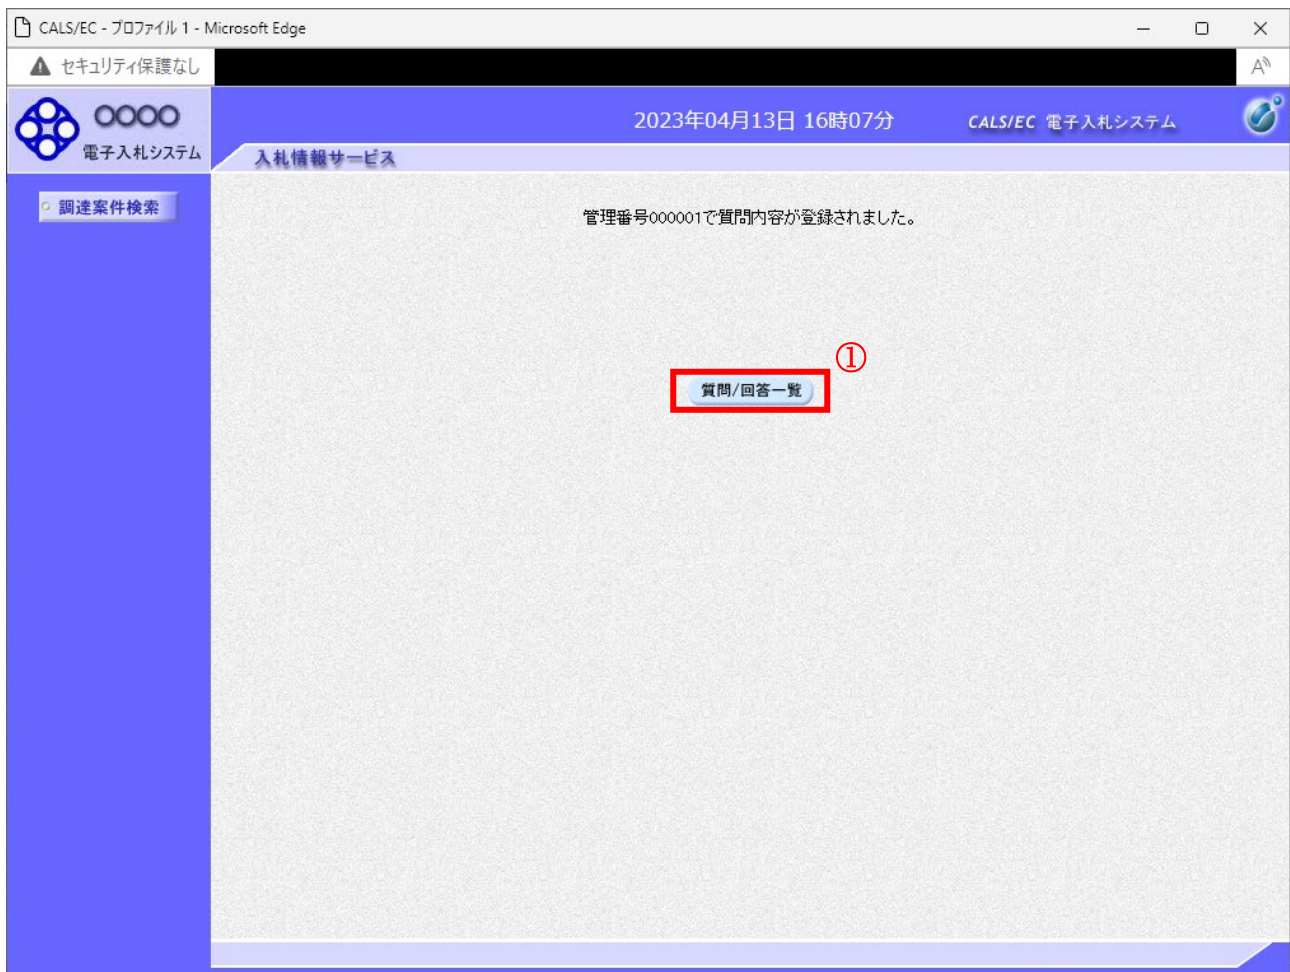 CALS/EC - プロファイル 1 - Microsoft Edge
セキュリティ保護なし
○○○○
電子入札システム
2023年04月13日 16時07分
CALS/EC 電子入札システム
入札情報サービス
調達案件検索
管理番号000001で質問内容が登録されました。
①
質問/回答一覧